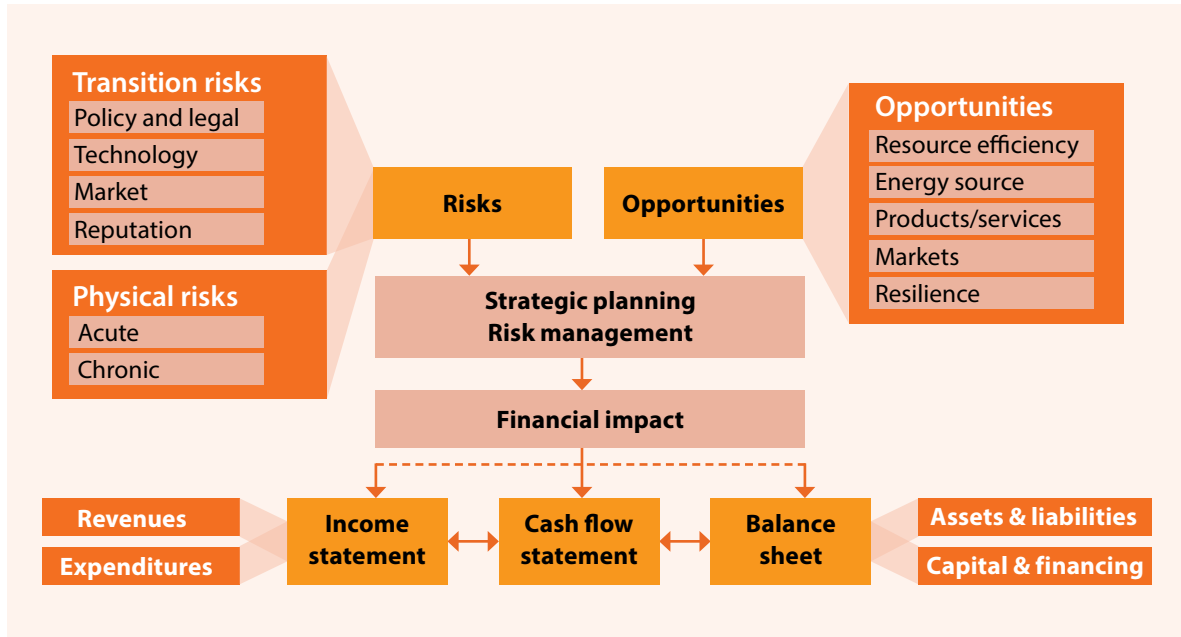 Transition risks
Policy and legal
Technology
Market
Reputation
Physical risks
Acute
Chronic
Risks
Opportunities
Opportunities
Resource efficiency
Energy source
Products/services
Markets
Resilience
Strategic planning
Risk management
Financial impact
Revenues
Expenditures
Income
statement
Cash flow
statement
Balance
sheet
Assets & liabilities
Capital & financing